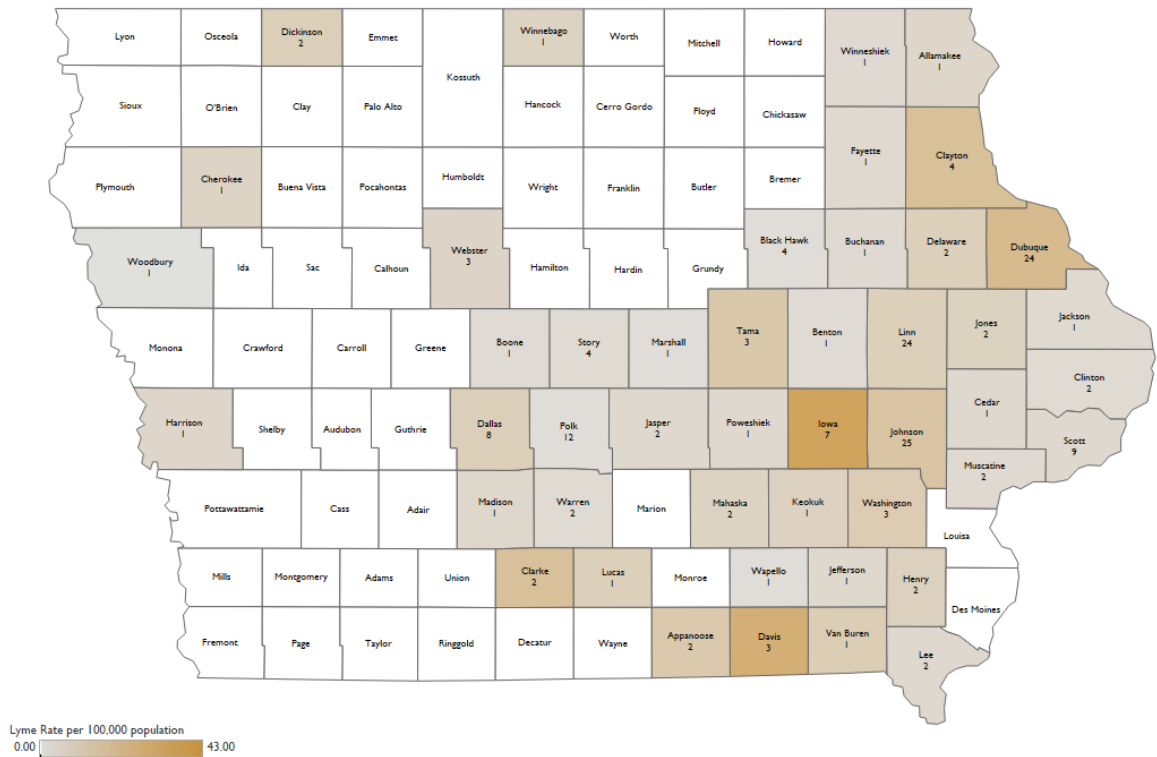 Lyon
Osceola
Dickinson
2
Emmet
Winnebago
1
Worth
Mitchell
Howard
Winneshiek
1
Allamakee
1
Kossuth
Sioux
O'Brien
Clay
Palo Alto
Hancock
Cerro Gordo
Floyd
Chickasaw
Fayette
1
Clayton
4
Plymouth
Cherokee
1
Buena Vista
Pocahontas
Humboldt
Wright
Franklin
Butler
Bremer
Woodbury
1
Ida
Sac
Calhoun
Webster
3
Hamilton
Hardin
Grundy
Black Hawk
4
Buchanan
1
Delaware
2
Dubuque
24
Monona
Crawford
Carroll
Greene
Boone
1
Story
4
Marshall
1
Tama
3
Benton
1
Linn
24
Jones
2
Jackson
1
Clinton
2
Harrison
1
Shelby
Audubon
Guthrie
Dallas
8
Polk
12
Jasper
2
Poweshiek
1
Iowa
7
Johnson
25
Cedar
1
Scott
9
Muscatine
2
Pottawattamie
Cass
Adair
Madison
1
Warren
2
Marion
Mahaska
2
Keokuk
1
Washington
3
Louisa
Mills
Montgomery
Adams
Union
Clarke
2
Lucas
1
Monroe
Wapello
1
Jefferson
1
Henry
2
Des Moines
Fremont
Page
Taylor
Ringgold
Decatur
Wayne
Appanoose
2
Davis
3
Van Buren
1
Lee
2
Lyme Rate per 100,000 population
0.00 43.00